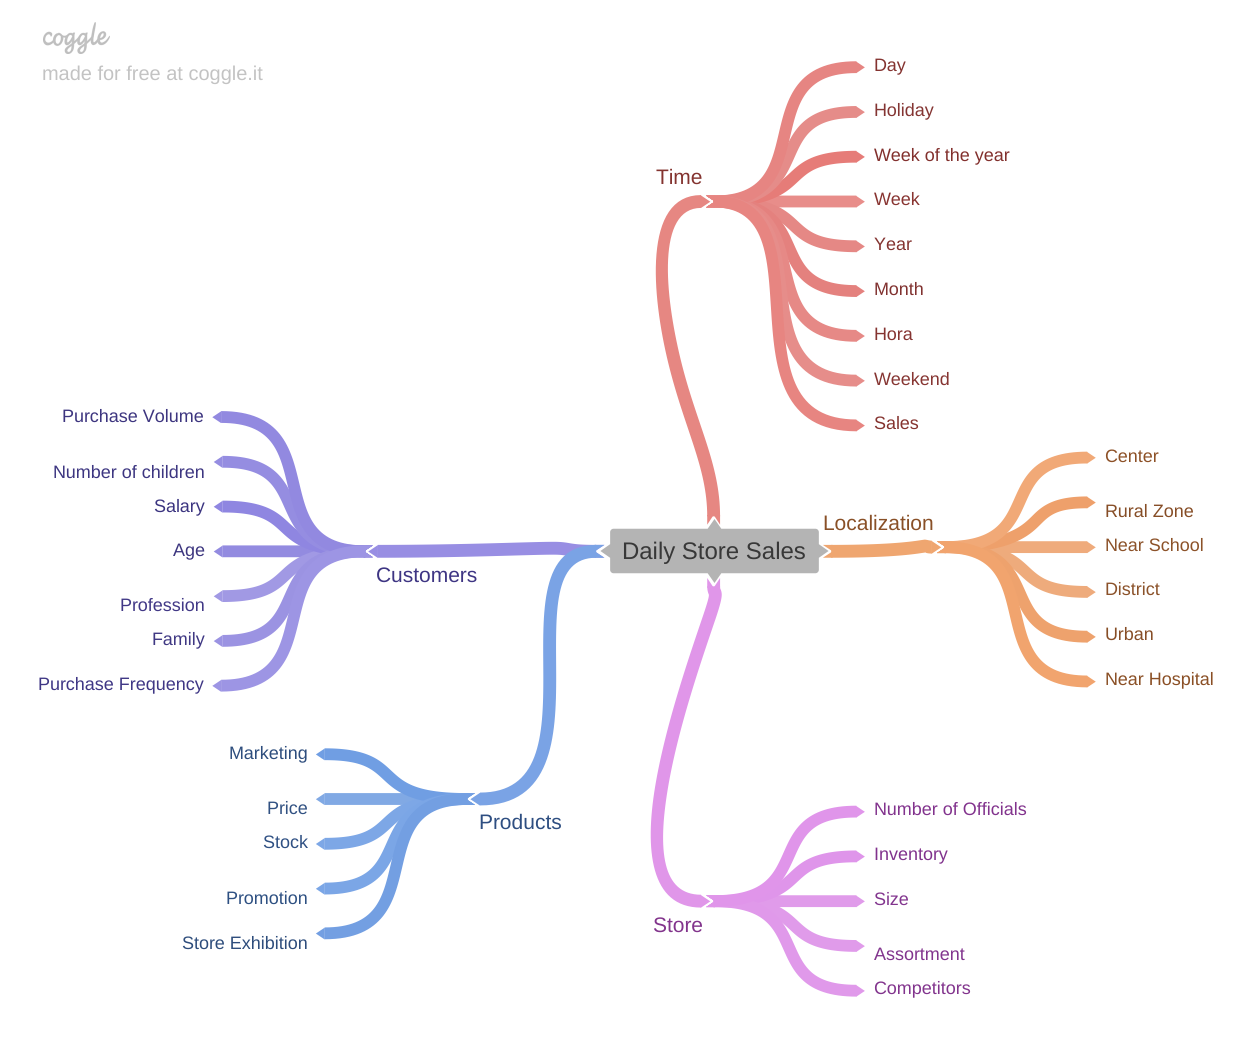 coggle
made for free at coggle.it
Time
Day
Holiday
Week of the year
Week
Year
Month
Hora
Weekend
Sales
Daily Store Sales
Localization
Center
Rural Zone
Near School
District
Urban
Near Hospital
Customers
Purchase Volume
Number of children
Salary
Age
Profession
Family
Purchase Frequency
Products
Marketing
Price
Stock
Promotion
Store Exhibition
Store
Number of Officials
Inventory
Size
Assortment
Competitors